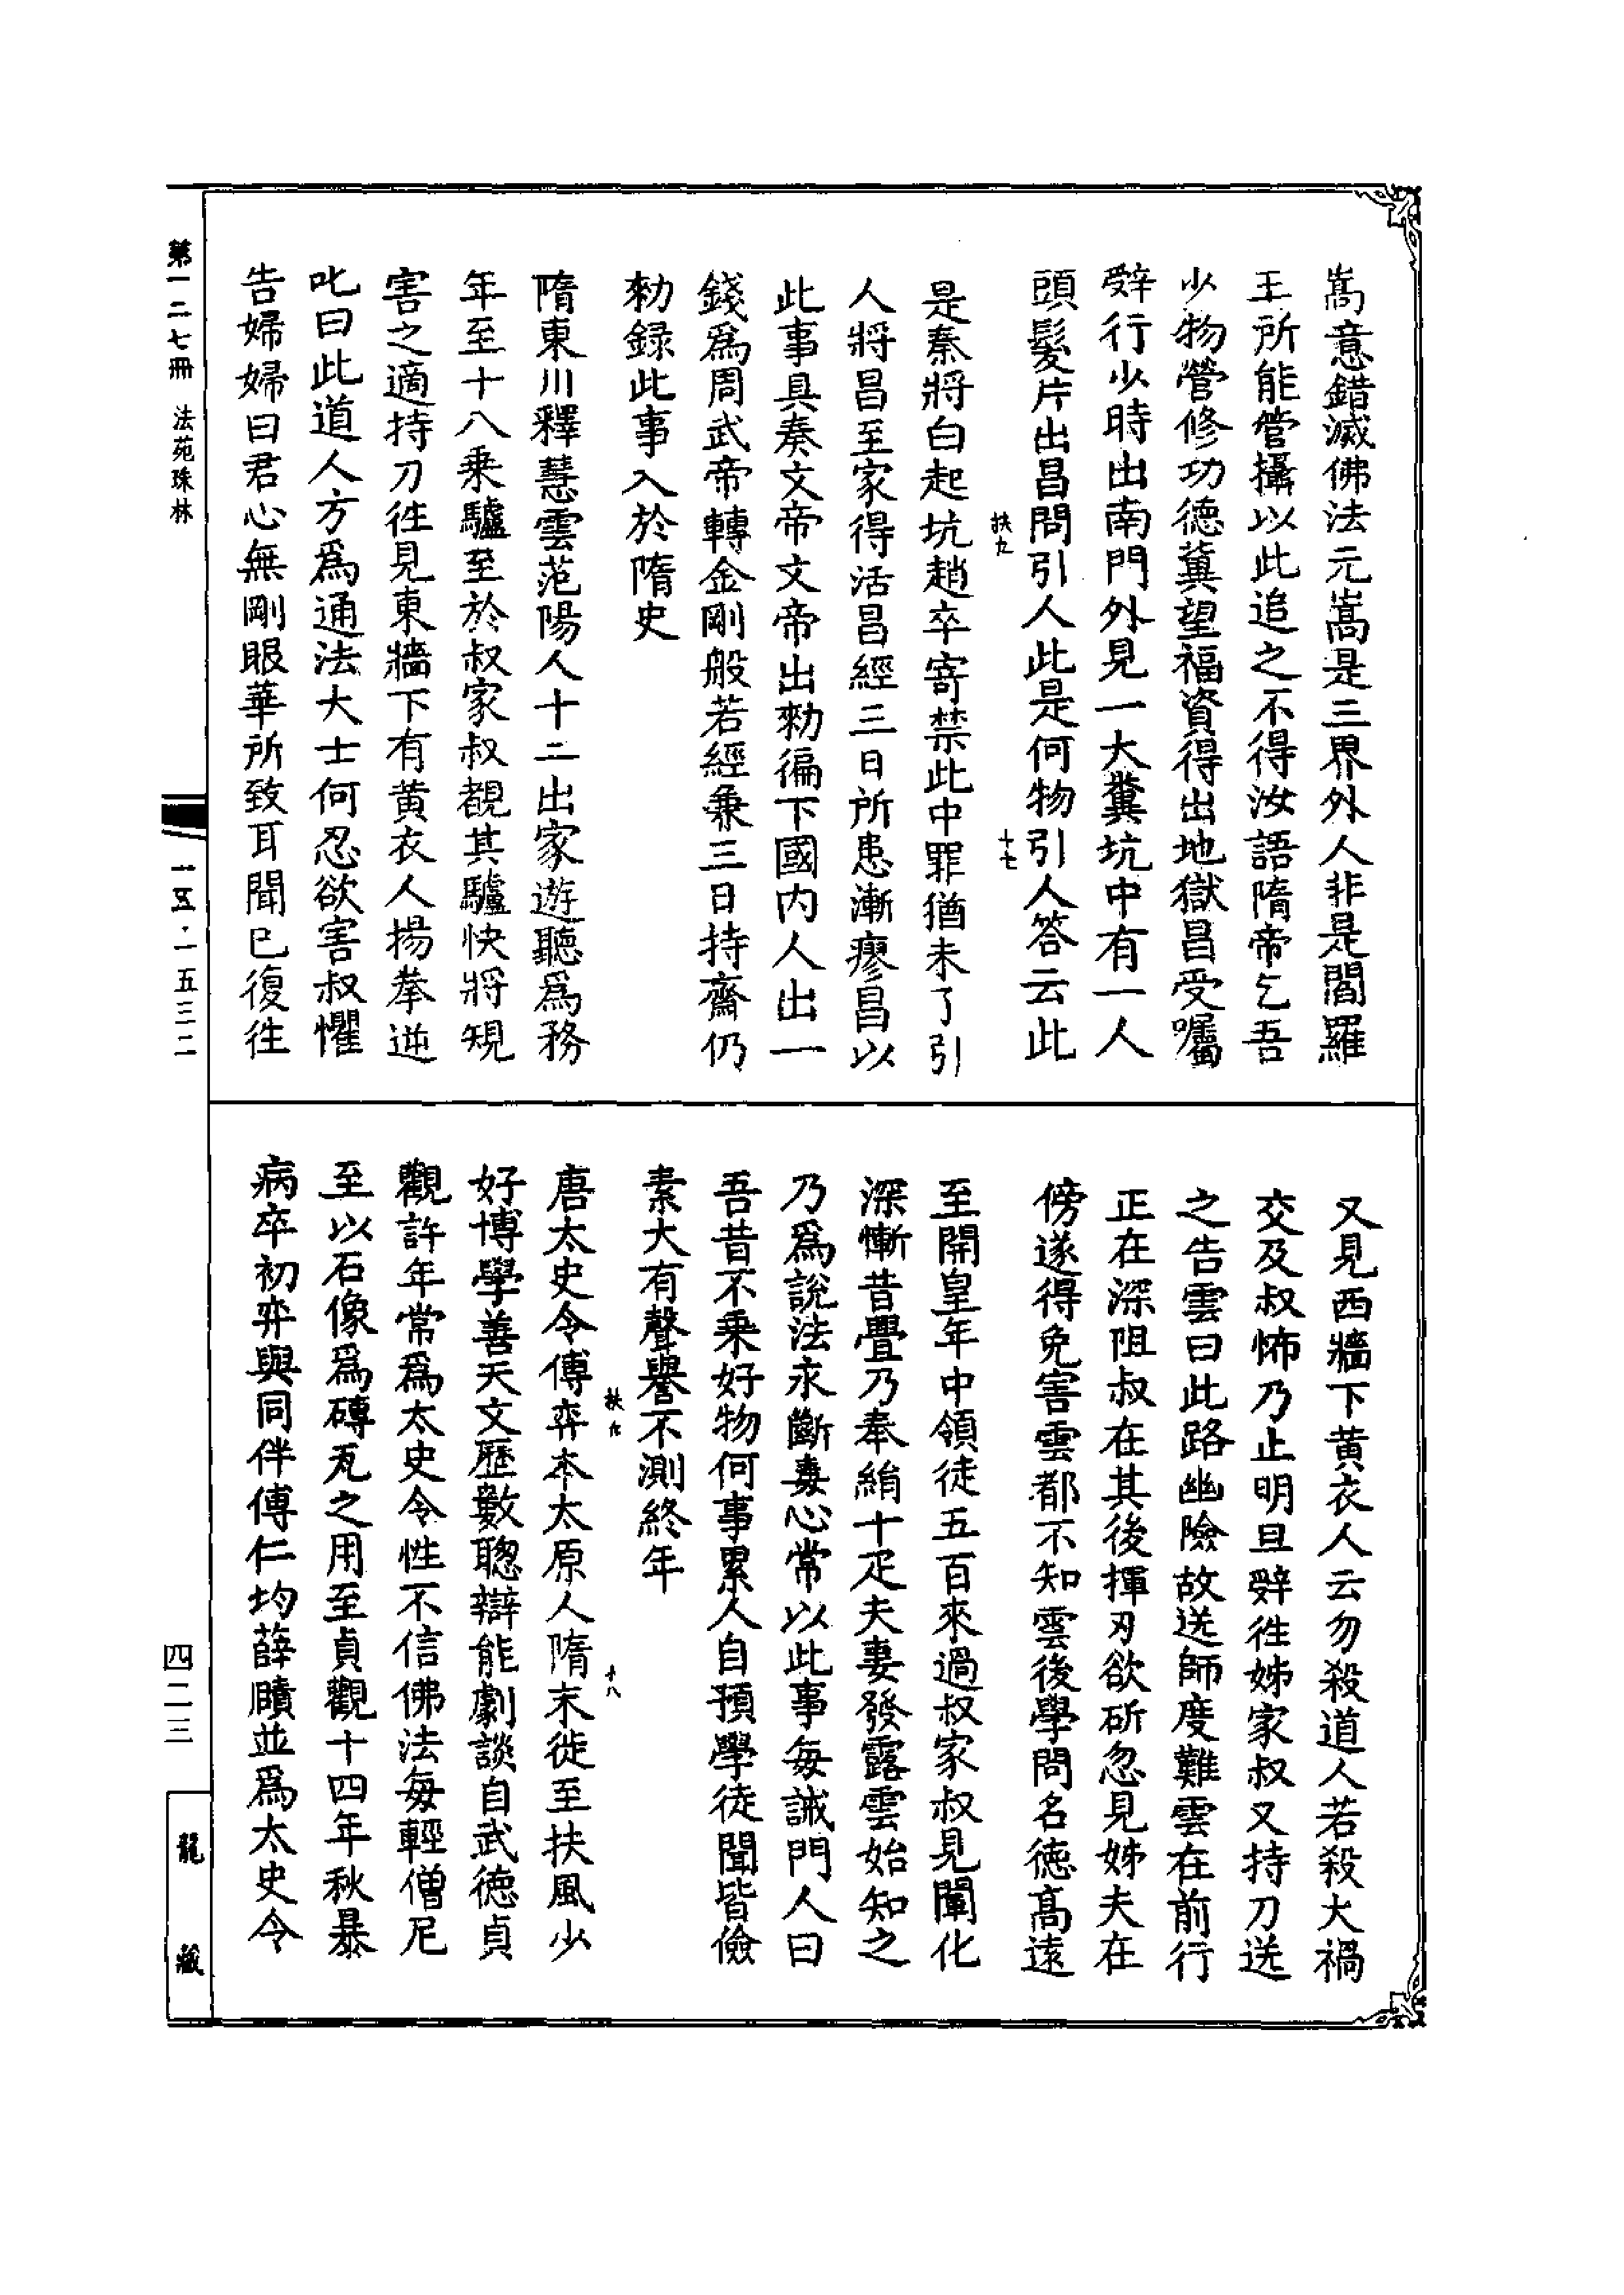 嵩意錯滅佛法元嵩是三界外人非是閻羅
王所能管攝以此追之不得汝語隋帝乞吾
少物營修功德兾望福資得出地獄昌受囑
辤行少時出南門外見一大糞坑中有一人
頭髮片出昌問引人此是何物引人答云此
扶九
十七
是秦將白起坑趙卒寄禁此中罪猶未了引
人將昌至家得活昌經三日所患漸瘳昌以
此事具奏文帝文帝出勑徧下國內人出一
錢爲周武帝轉金剛般若經兼三日持齋仍
勑錄此事入於隋史
隋東川釋慧雲范陽人十二出家遊聽爲務
年至十八乘驢至於叔家叔覩其驢快將規
害之適持刀徃見東牆下有黃衣人揚拳逆
叱曰此道人方爲通法大士何忍欲害叔懼
告婦婦曰君心無剛眼華所致耳聞已復徃
又見西牆下黃衣人云勿殺道人若殺大禍
交及叔怖乃止明旦辤徃姊家叔又持刀送
之告雲曰此路幽險故送師度難雲在前行
正在深阻叔在其後揮刃欲斫忽見姊夫在
傍遂得免害雲都不知雲後學問名德高遠
至開皇年中領徒五百來過叔家叔見闡化
深慚昔舋乃奉絹十疋夫妻發露雲始知之
乃爲說法永斷毒心常以此事每誡門人曰
吾昔不乘好物何事累人自預學徒聞皆儉
素大有聲譽不測終年
扶九
十八
唐太史令傅弈本太原人隋末徙至扶風少
好博學善天文歷數聰辯能劇談自武德貞
觀許年常爲太史令性不信佛法每輕僧尼
至以石像爲磚瓦之用至貞觀十四年秋暴
病卒初弈與同伴傅仁均薛賾並爲太史令
第一二七冊 法苑珠林
一五·一五三二
四二三
龍藏